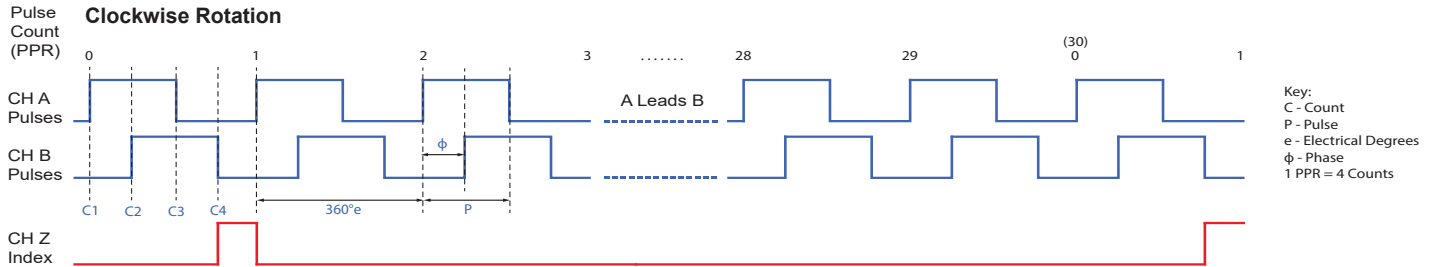 Pulse
Count
(PPR)
Clockwise Rotation
0 1 2 3 ....... 28 29 (30) 0 1
CH A
Pulses
A Leads B
CH B
Pulses
ϕ
C1 C2 C3 C4 360°e P
CH Z
Index
Key:
C - Count
P - Pulse
e - Electrical Degrees
ϕ - Phase
1 PPR = 4 Counts